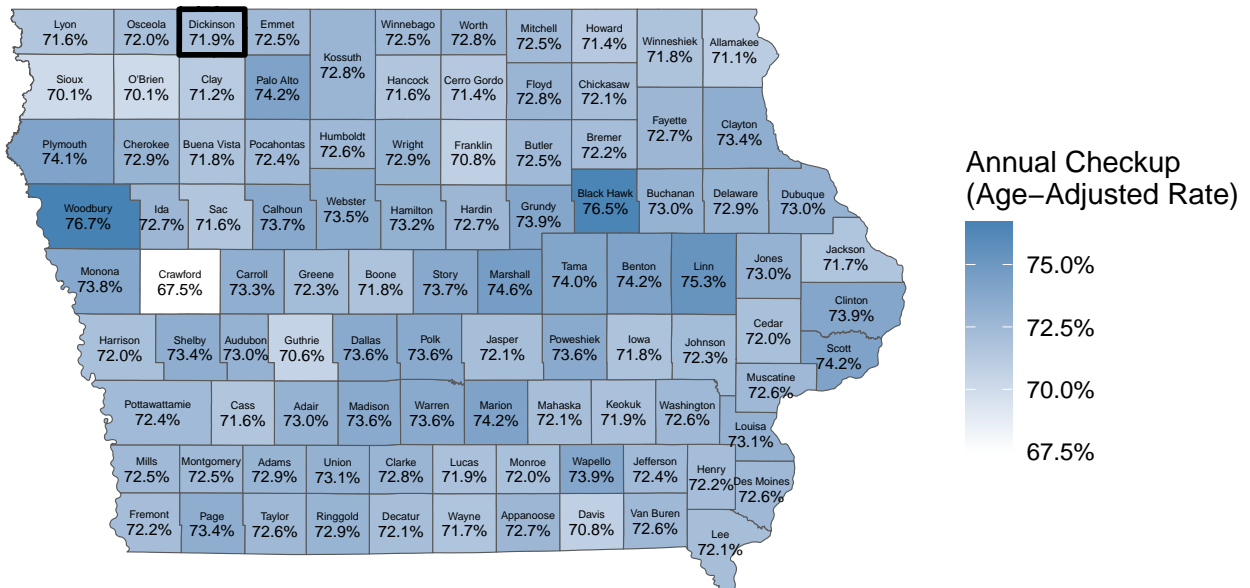 Lyon
71.6%
Osceola
72.0%
Dickinson
71.9%
Emmet
72.5%
Kossuth
72.8%
Winnebago
72.5%
Worth
72.8%
Mitchell
72.5%
Howard
71.4%
Winneshiek
71.8%
Allamakee
71.1%
Sioux
70.1%
O'Brien
70.1%
Clay
71.2%
Palo Alto
74.2%
Hancock
71.6%
Cerro Gordo
71.4%
Floyd
72.8%
Chickasaw
72.1%
Fayette
72.7%
Clayton
73.4%
Plymouth
74.1%
Cherokee
72.9%
Buena Vista
71.8%
Pocahontas
72.4%
Humboldt
72.6%
Wright
72.9%
Franklin
70.8%
Butler
72.5%
Bremer
72.2%
Woodbury
76.7%
Ida
72.7%
Sac
71.6%
Calhoun
73.7%
Webster
73.5%
Hamilton
73.2%
Hardin
72.7%
Grundy
73.9%
Black Hawk
76.5%
Buchanan
73.0%
Delaware
72.9%
Dubuque
73.0%
Monona
73.8%
Crawford
67.5%
Carroll
73.3%
Greene
72.3%
Boone
71.8%
Story
73.7%
Marshall
74.6%
Tama
74.0%
Benton
74.2%
Linn
75.3%
Jones
73.0%
Jackson
71.7%
Clinton
73.9%
Harrison
72.0%
Shelby
73.4%
Audubon
73.0%
Guthrie
70.6%
Dallas
73.6%
Polk
73.6%
Jasper
72.1%
Poweshiek
73.6%
Iowa
71.8%
Johnson
72.3%
Cedar
72.0%
Scott
74.2%
Muscatine
72.6%
Pottawattamie
72.4%
Cass
71.6%
Adair
73.0%
Madison
73.6%
Warren
73.6%
Marion
74.2%
Mahaska
72.1%
Keokuk
71.9%
Washington
72.6%
Louisa
73.1%
Mills
72.5%
Montgomery
72.5%
Adams
72.9%
Union
73.1%
Clarke
72.8%
Lucas
71.9%
Monroe
72.0%
Wapello
73.9%
Jefferson
72.4%
Henry
72.2%
Des Moines
72.6%
Fremont
72.2%
Page
73.4%
Taylor
72.6%
Ringgold
72.9%
Decatur
72.1%
Wayne
71.7%
Appanoose
72.7%
Davis
70.8%
Van Buren
72.6%
Lee
72.1%
Annual Checkup
(Age−Adjusted Rate)
75.0%
72.5%
70.0%
67.5%